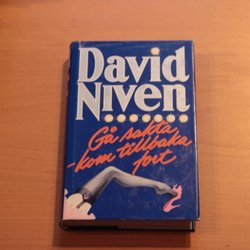 David
Niven
Gå sakta
-kom tillbaka
fort